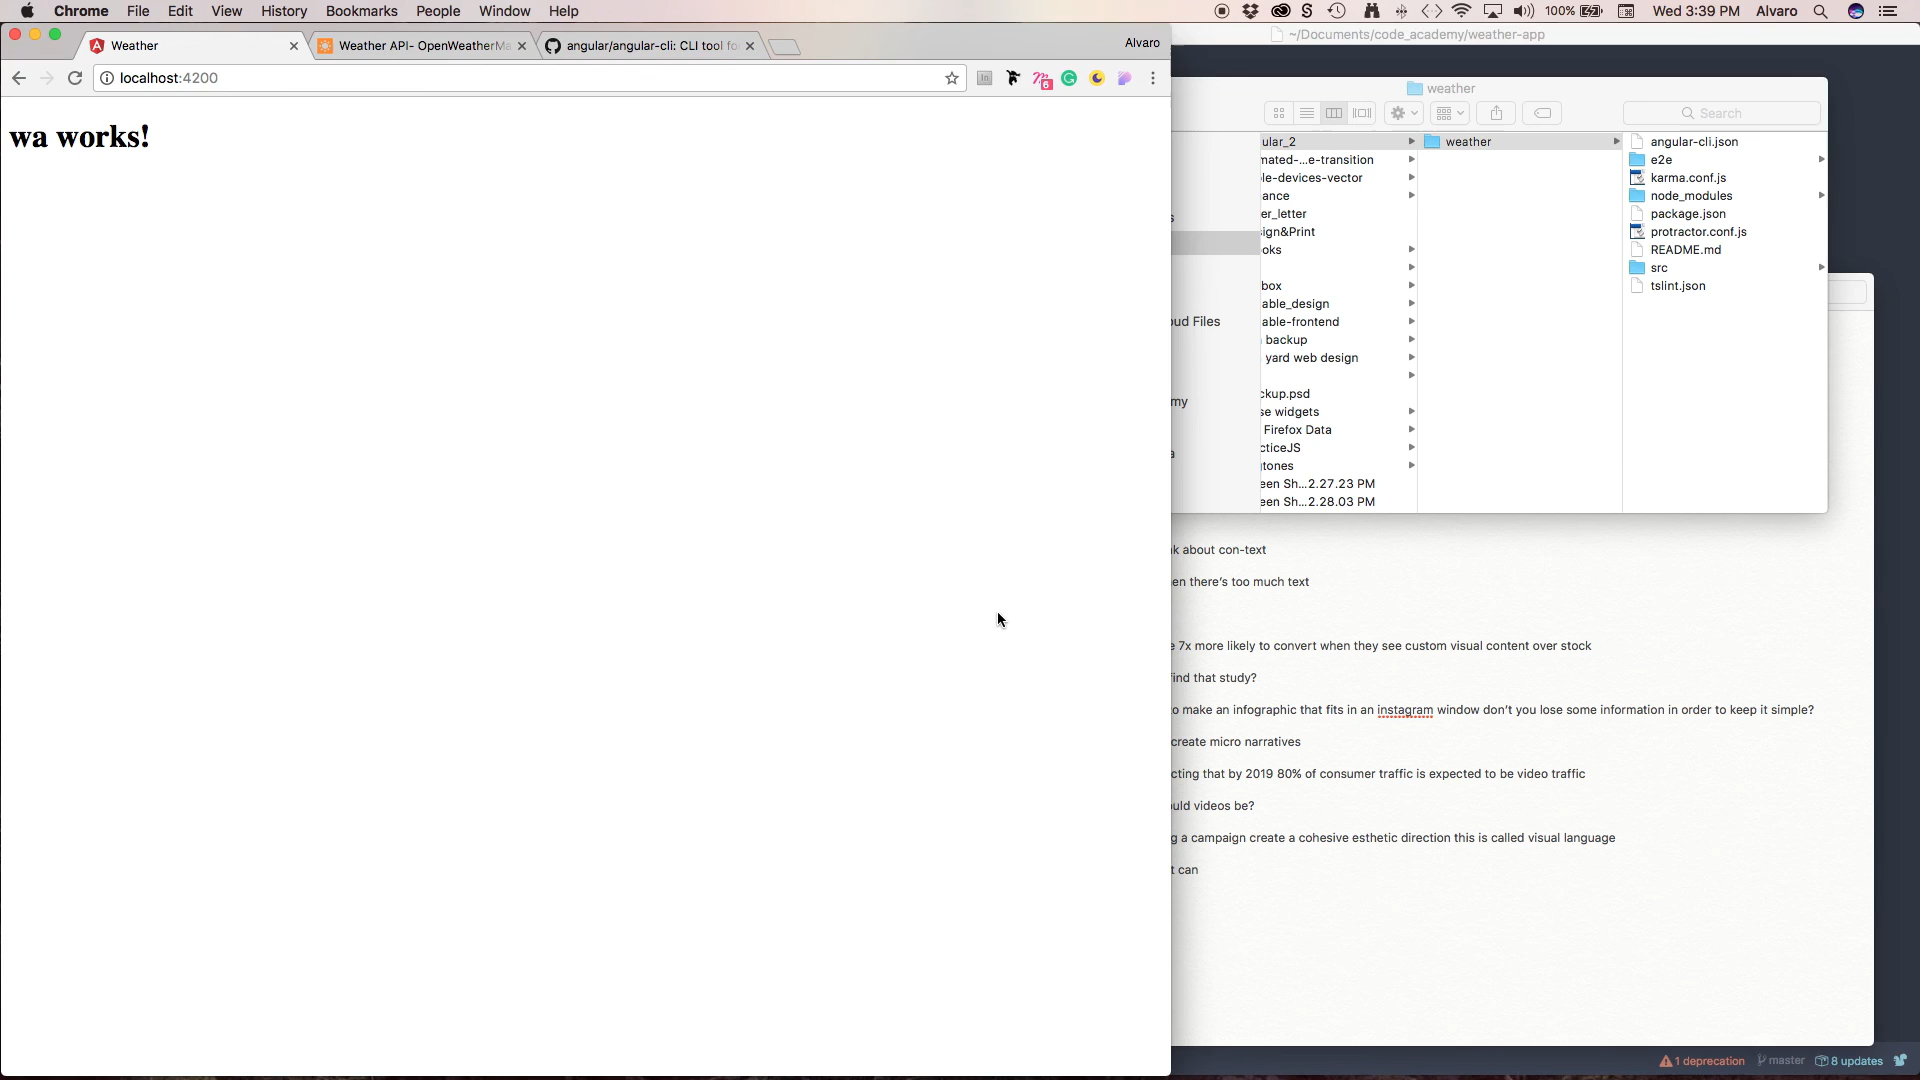 Chrome File Edit View History Bookmarks People Window Help
100% Wed 3:39 PM Alvaro
Weather
Weather API- OpenWeatherMa
angular/angular-cli: CLI tool fo
Alvaro
localhost:4200
6
wa works!
~/Documents/code_academy/weather-app
weather
Search
ular_2
mated-...e-transition
le-devices-vector
ance
er_letter
ign&Print
oks
box
able_design
able-frontend
backup
yard web design
ckup.psd
se widgets
Firefox Data
cticeJS
tones
een Sh...2.27.23 PM
een Sh...2.28.03 PM
weather
angular-cli.json
e2e
karma.conf.js
node_modules
package.json
protractor.conf.js
README.md
src
tslint.json
s
oud Files
my
a
k about con-text
en there's too much text
e 7x more likely to convert when they see custom visual content over stock
ind that study?
o make an infographic that fits in an instagram window don't you lose some information in order to keep it simple?
create micro narratives
cting that by 2019 80% of consumer traffic is expected to be video traffic
uld videos be?
g a campaign create a cohesive esthetic direction this is called visual language
t can
1 deprecation master 8 updates